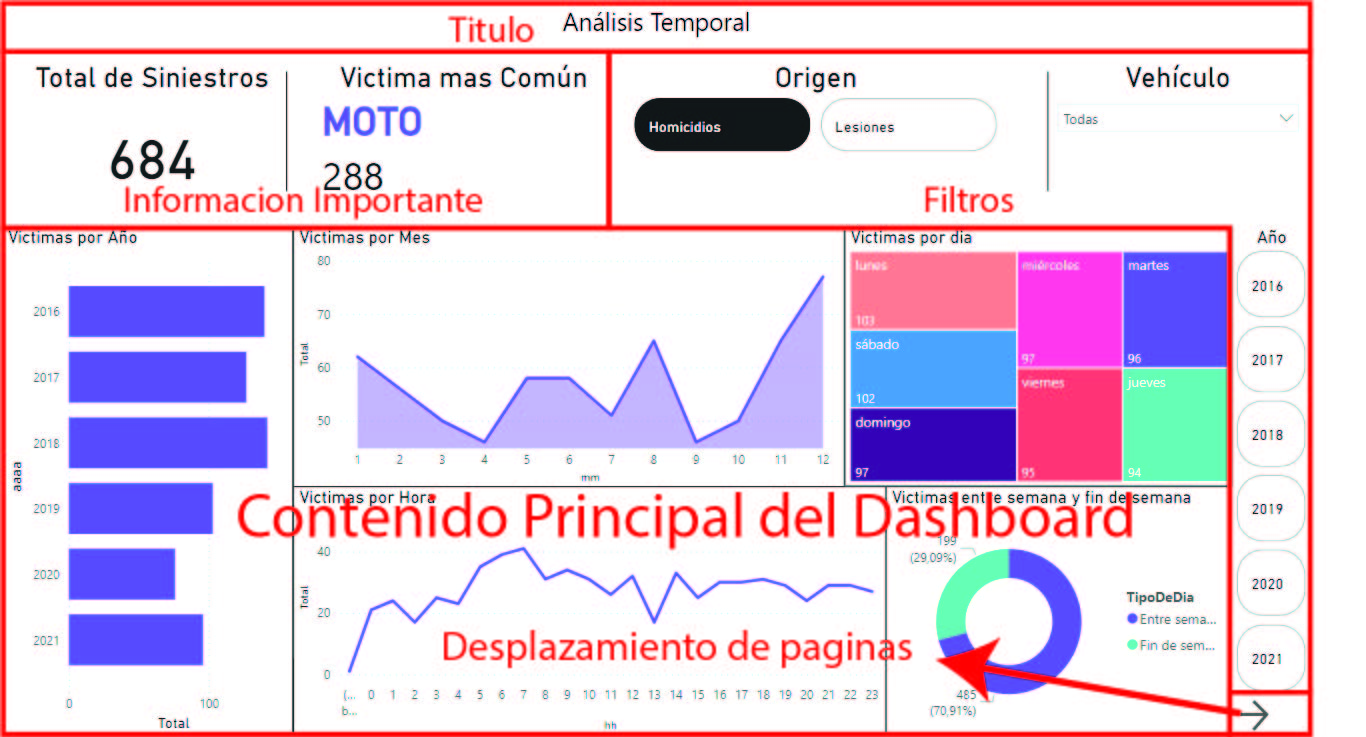 Titulo Análisis Temporal
Total de Siniestros
684
Victima mas Común
MOTO
288
Informacion Importante
Origen
Homicidios
Lesiones
Vehículo
Todas
Filtros
Victimas por Año
2016
2017
2018
2019
2020
2021
aaaa
0 100
Total
Victimas por Mes
80
70
60
50
Total
1 2 3 4 5 6 7 8 9 10 11 12
mm
Victimas por dia
lunes
103
sábado
102
domingo
97
miércoles
97
viernes
95
martes
96
jueves
94
Año
2016
2017
2018
2019
2020
2021
Contenido Principal del Dashboard
Victimas por Hora
40
20
0
Total
(...
b...
0 1 2 3 4 5 6 7 8 9 10 11 12 13 14 15 16 17 18 19 20 21 22 23
hh
Desplazamiento de paginas
Victimas entre semana y fin de semana
199
(29,09%)
485
(70,91%)
TipoDeDia
Entre sema...
Fin de sem...